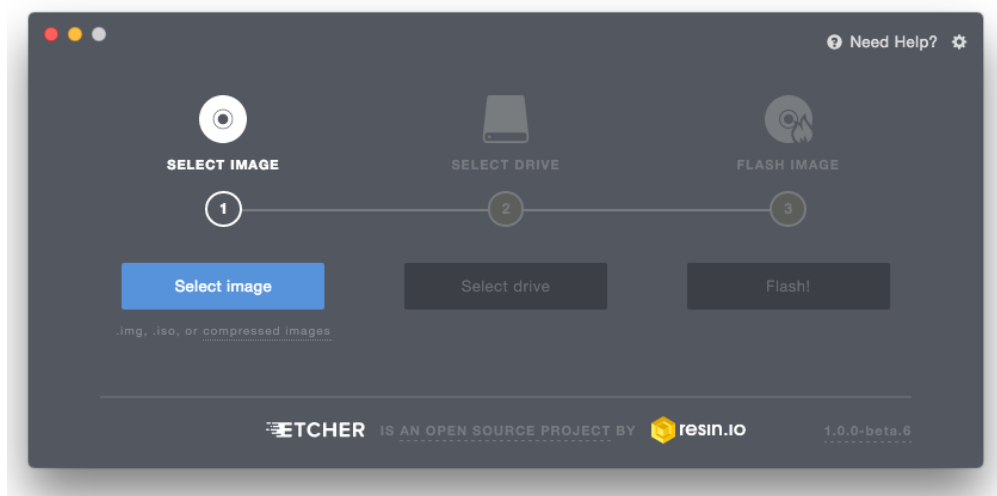 Need Help?
SELECT IMAGE
SELECT DRIVE
FLASH IMAGE
1
2
3
Select image
Select drive
Flash!
.img, .iso, or compressed images
ETCHER IS AN OPEN SOURCE PROJECT BY resin.io
1.0.0-beta.6